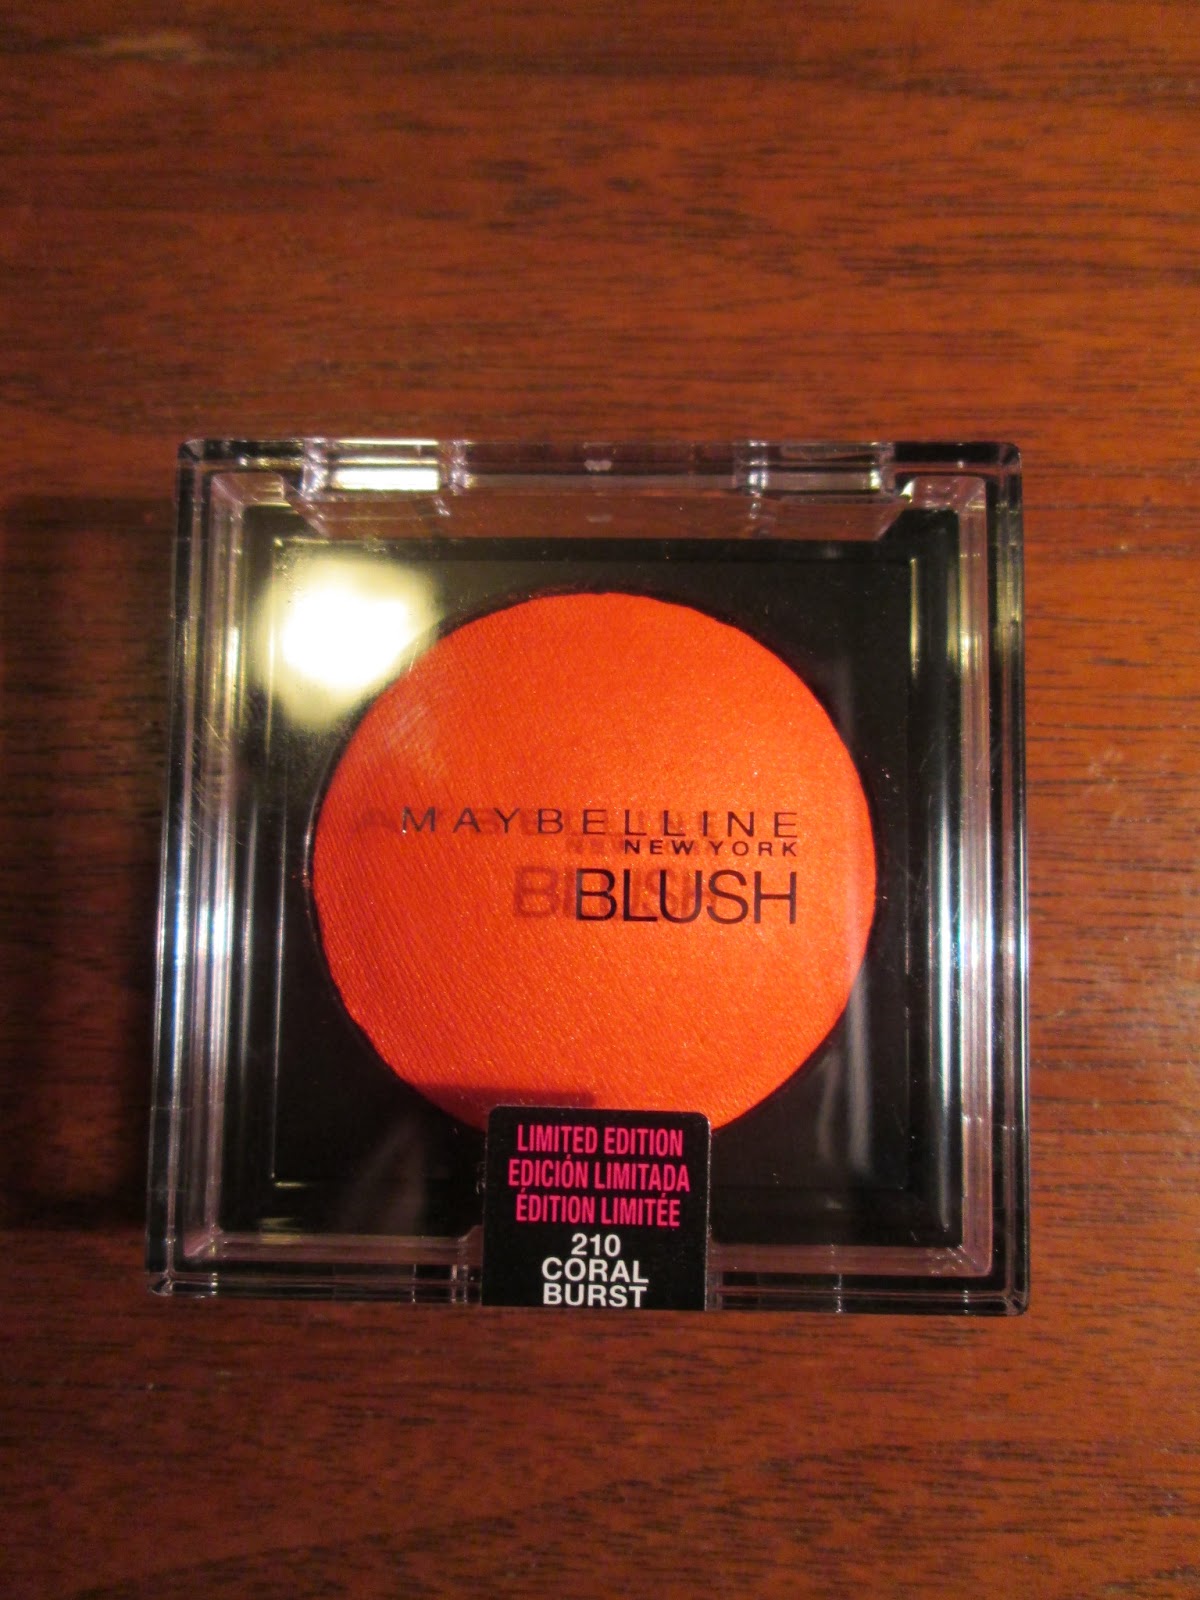 MAYBELLINE
NEW YORK
BLUSH
LIMITED EDITION
EDICIÓN LIMITADA
ÉDITION LIMITÉE
210
CORAL
BURST